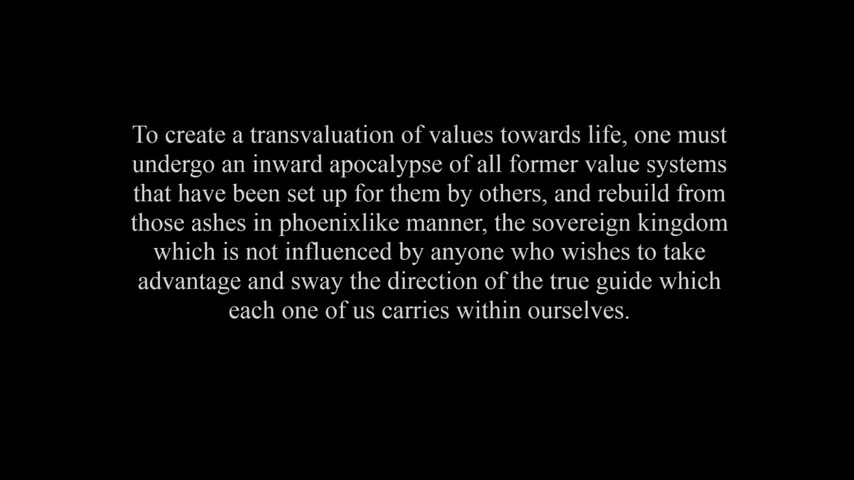 To create a transvaluation of values towards life, one must
undergo an inward apocalypse of all former value systems
that have been set up for them by others, and rebuild from
those ashes in phoenixlike manner, the sovereign kingdom
which is not influenced by anyone who wishes to take
advantage and sway the direction of the true guide which
each one of us carries within ourselves.